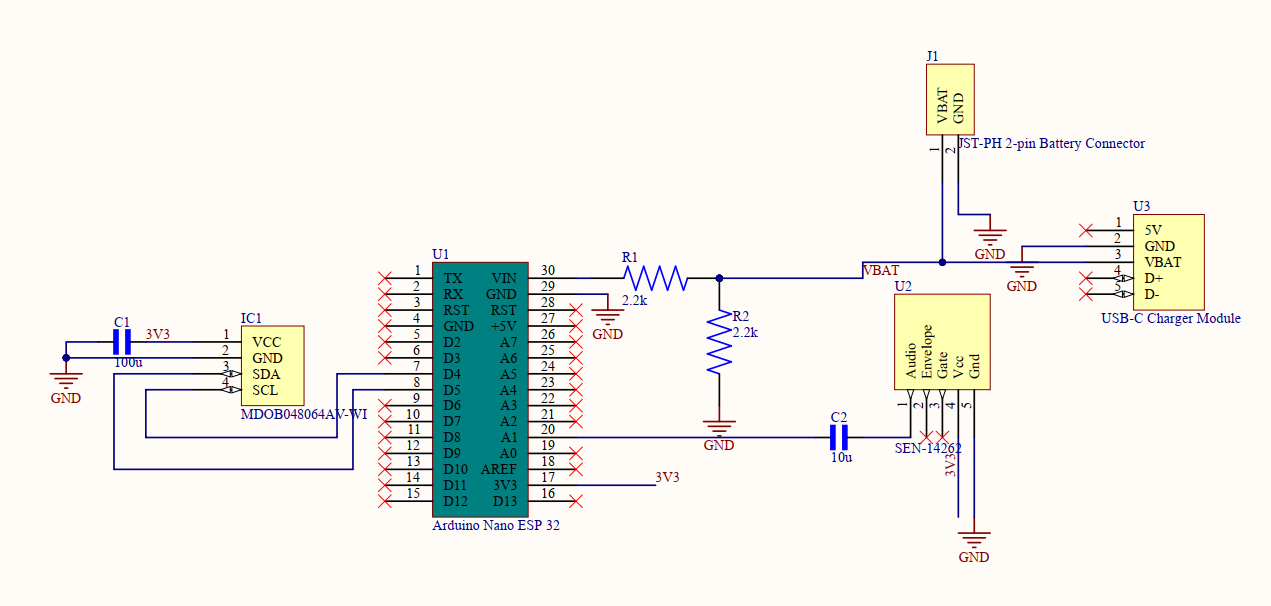 J1
VBAT
GND
1
2
JST-PH 2-pin Battery Connector
GND
U3
1 5V
2 GND
3 VBAT
4 D+
5 D-
USB-C Charger Module
GND
VBAT
U2
Audio
Envelope
Gate
Vcc
Gnd
1
2
3
4
5
SEN-14262
3V3
GND
R1
2.2k
R2
2.2k
GND
GND
C2
10u
U1
1 TX VIN 30
2 RX GND 29
3 RST RST 28
4 GND +5V 27
5 D2 A7 26
6 D3 A6 25
7 D4 A5 24
8 D5 A4 23
9 D6 A3 22
10 D7 A2 21
11 D8 A1 20
12 D9 A0 19
13 D10 AREF 18
14 D11 3V3 17
15 D12 D13 16
Arduino Nano ESP 32
3V3
C1
100u
3V3
GND
IC1
1 VCC
2 GND
3 SDA
4 SCL
MDOB048064AV-WI